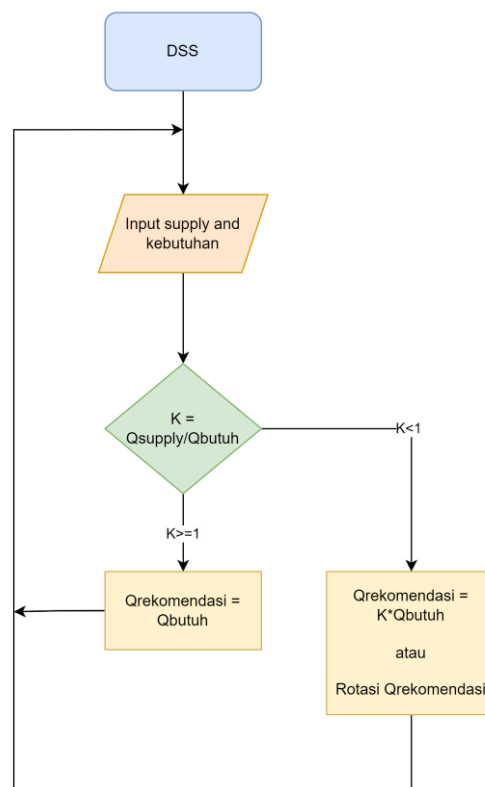 DSS
Input supply and
kebutuhan
K =
Qsupply/Qbutuh
K<1
K>=1
Qrekomendasi =
Qbutuh
Qrekomendasi =
K*Qbutuh
atau
Rotasi Qrekomendasi